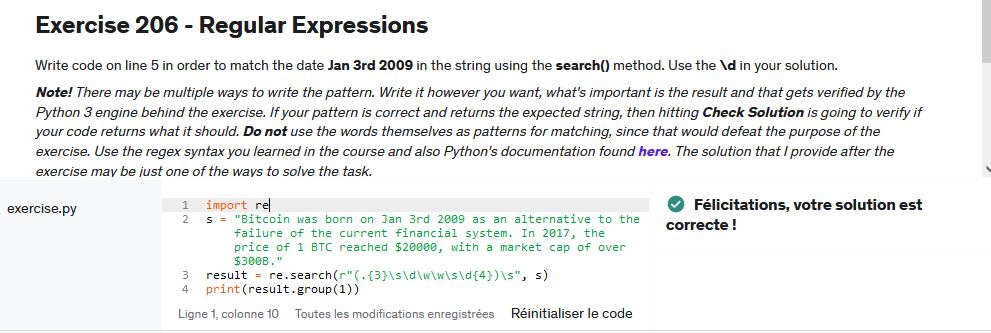 Exercise 206 - Regular Expressions
Write code on line 5 in order to match the date Jan 3rd 2009 in the string using the search() method. Use the \d in your solution.
Note! There may be multiple ways to write the pattern. Write it however you want, what's important is the result and that gets verified by the
Python 3 engine behind the exercise. If your pattern is correct and returns the expected string, then hitting Check Solution is going to verify if
your code returns what it should. Do not use the words themselves as patterns for matching, since that would defeat the purpose of the
exercise. Use the regex syntax you learned in the course and also Python's documentation found here. The solution that I provide after the
exercise may be just one of the ways to solve the task.
exercise.py
1 import re
2 s = "Bitcoin was born on Jan 3rd 2009 as an alternative to the
failure of the current financial system. In 2017, the
price of 1 BTC reached $20000, with a market cap of over
$300B."
3 result = re.search(r"(.{3}\s\d\w\w\s\d{4})\s", s)
4 print(result.group(1))
Ligne 1, colonne 10 Toutes les modifications enregistrées Réinitialiser le code
Félicitations, votre solution est
correcte !